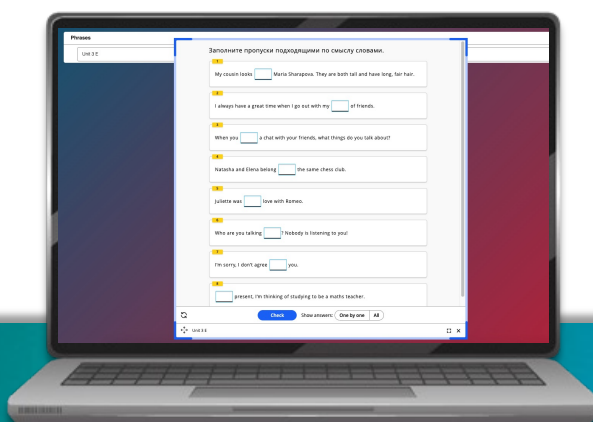 Phrases
Unit 3 E
Заполните пропуски подходящими по смыслу словами.
1
My cousin looks Maria Sharapova. They are both tall and have long, fair hair.
2
I always have a great time when I go out with my of friends.
3
When you a chat with your friends, what things do you talk about?
4
Natasha and Elena belong the same chess club.
5
Juliette was love with Romeo.
6
Who are you talking ? Nobody is listening to you!
7
I'm sorry, I don't agree you.
8
present, I'm thinking of studying to be a maths teacher.
Check Show answers: One by one All
Unit 3 E